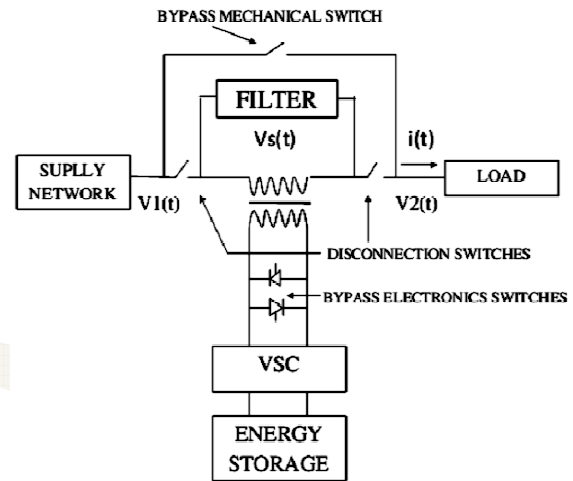 BYPASS MECHANICAL SWITCH
FILTER
Vs(t)
i(t)
SUPLLY
NETWORK
V1(t)
V2(t)
LOAD
DISCONNECTION SWITCHES
BYPASS ELECTRONICS SWITCHES
VSC
ENERGY
STORAGE